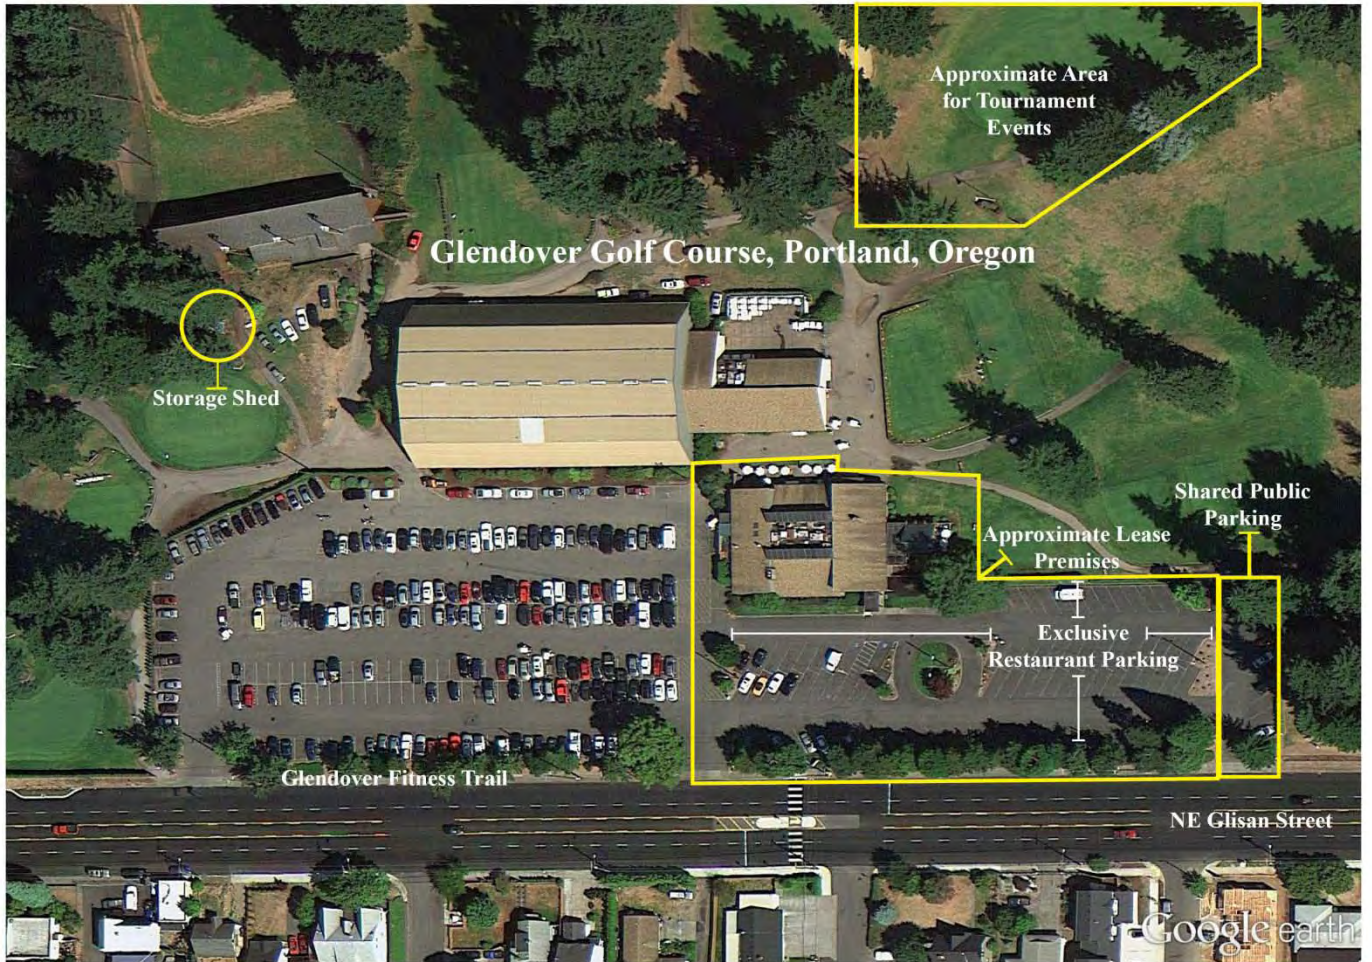 Approximate Area
for Tournament
Events
Glendover Golf Course, Portland, Oregon
Storage Shed
Shared Public
Parking
Approximate Lease
Premises
Exclusive
Restaurant Parking
Glendover Fitness Trail
NE Glisan Street
Google earth